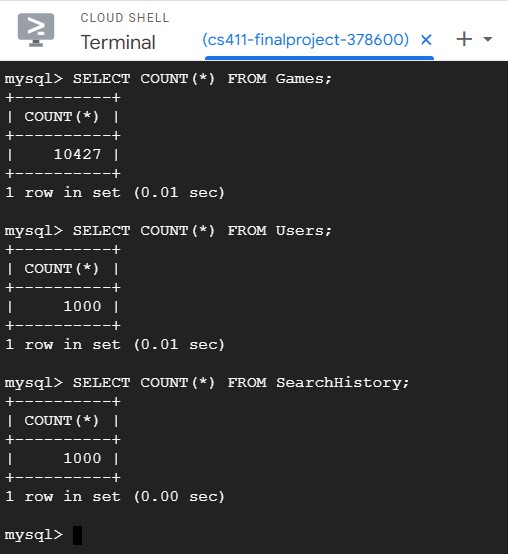 CLOUD SHELL
Terminal
(cs411-finalproject-378600) × + ▾
mysql> SELECT COUNT(*) FROM Games;
+----------+
| COUNT(*) |
+----------+
|    10427 |
+----------+
1 row in set (0.01 sec)
mysql> SELECT COUNT(*) FROM Users;
+----------+
| COUNT(*) |
+----------+
|     1000 |
+----------+
1 row in set (0.01 sec)
mysql> SELECT COUNT(*) FROM SearchHistory;
+----------+
| COUNT(*) |
+----------+
|     1000 |
+----------+
1 row in set (0.00 sec)
mysql>